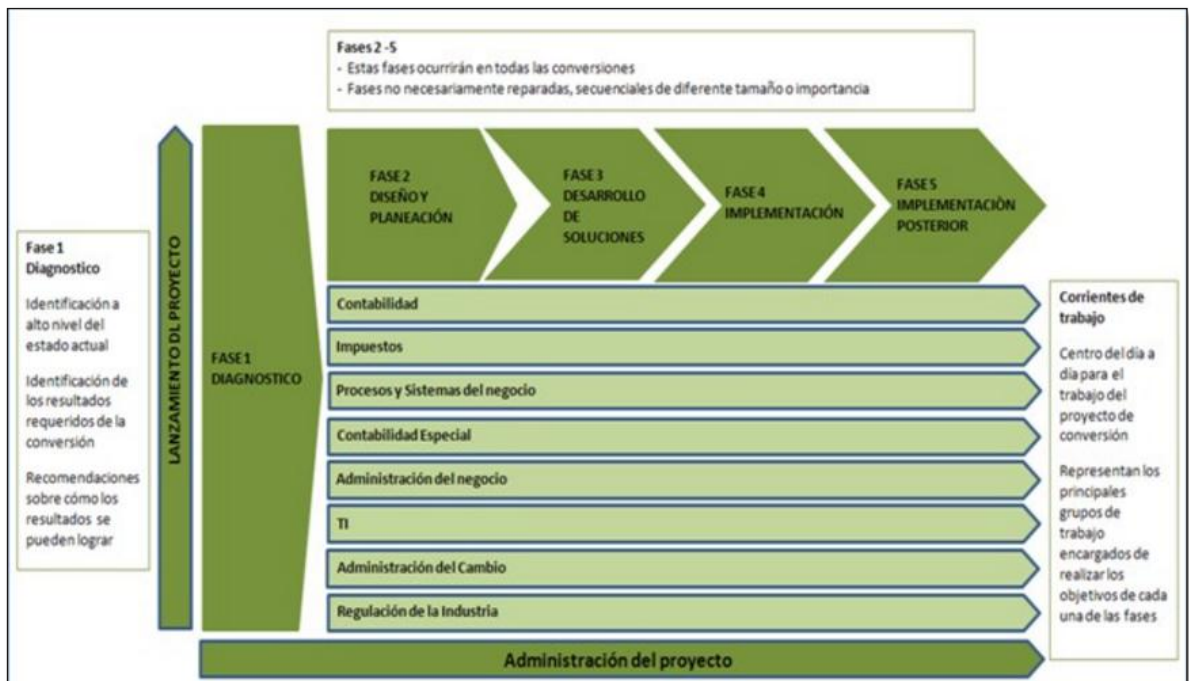 Fases 2 -5
- Estas fases ocurrirán en todas las conversiones
- Fases no necesariamente reparadas, secuenciales de diferente tamaño o importancia
LANZAMIENTO DL PROYECTO
Fase 1
Diagnostico
Identificación a
alto nivel del
estado actual
Identificación de
los resultados
requeridos de la
conversión
Recomendaciones
sobre cómo los
resultados se
pueden lograr
FASE 1
DIAGNOSTICO
FASE 2
DISEÑO Y
PLANEACIÓN
FASE 3
DESARROLLO
DE
SOLUCIONES
FASE 4
IMPLEMENTACIÓN
FASE 5
IMPLEMENTACIÒN
POSTERIOR
Contabilidad
Impuestos
Procesos y Sistemas del negocio
Contabilidad Especial
Administración del negocio
TI
Administración del Cambio
Regulación de la Industria
Corrientes de
trabajo
Centro del día a
día para el
trabajo del
proyecto de
conversión
Representan los
principales
grupos de
trabajo
encargados de
realizar los
objetivos de cada
una de las fases
Administración del proyecto